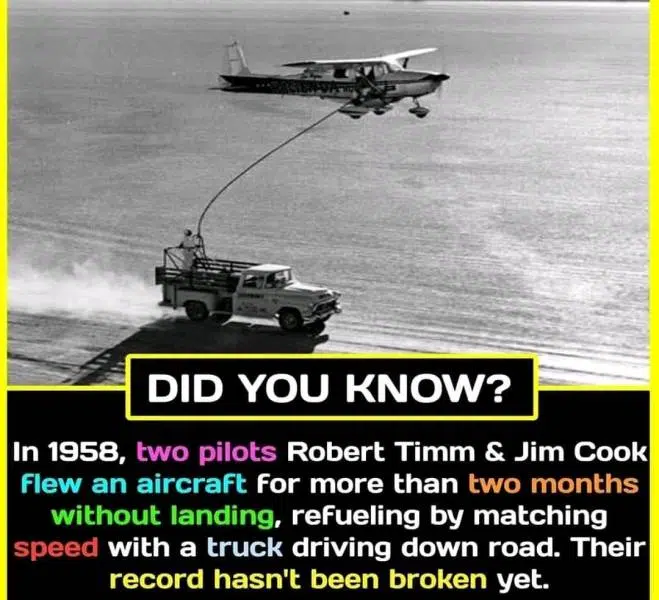 DID YOU KNOW?
In 1958, two pilots Robert Timm & Jim Cook
flew an aircraft for more than two months
without landing, refueling by matching
speed with a truck driving down road. Their
record hasn't been broken yet.